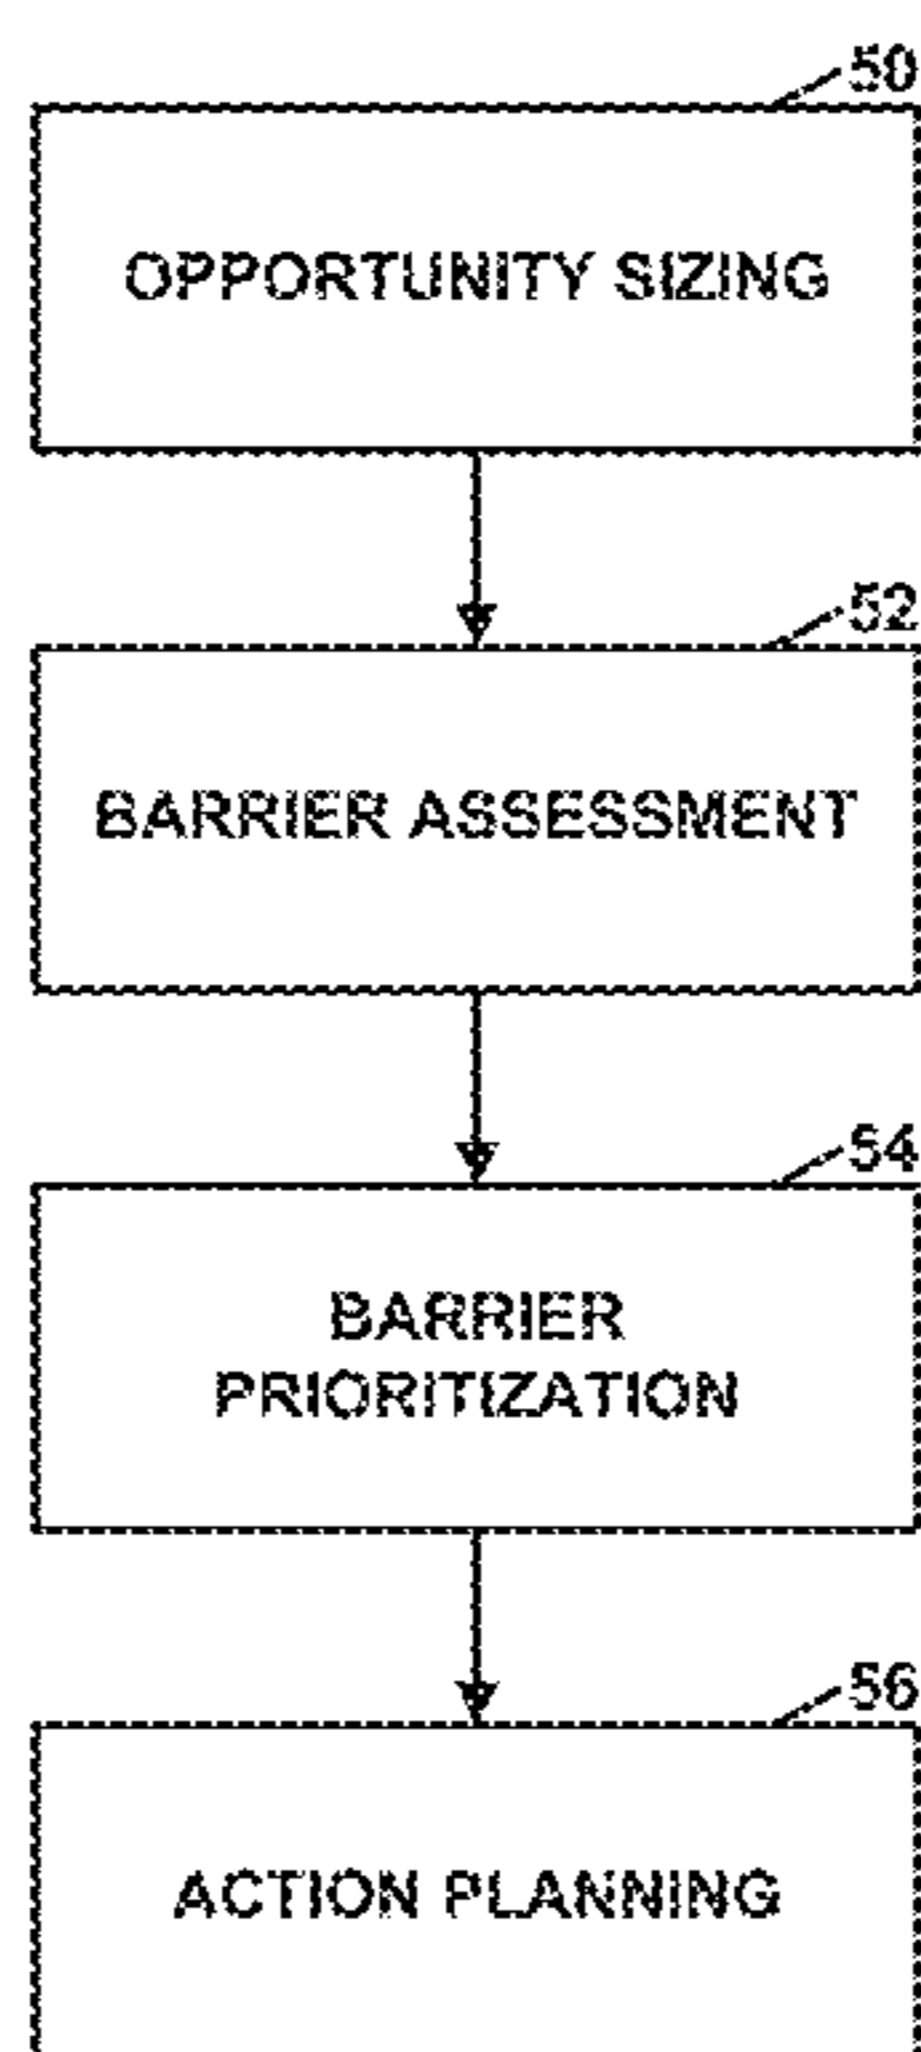 50
OPPORTUNITY SIZING
52
BARRIER ASSESSMENT
54
BARRIER
PRIORITIZATION
56
ACTION PLANNING